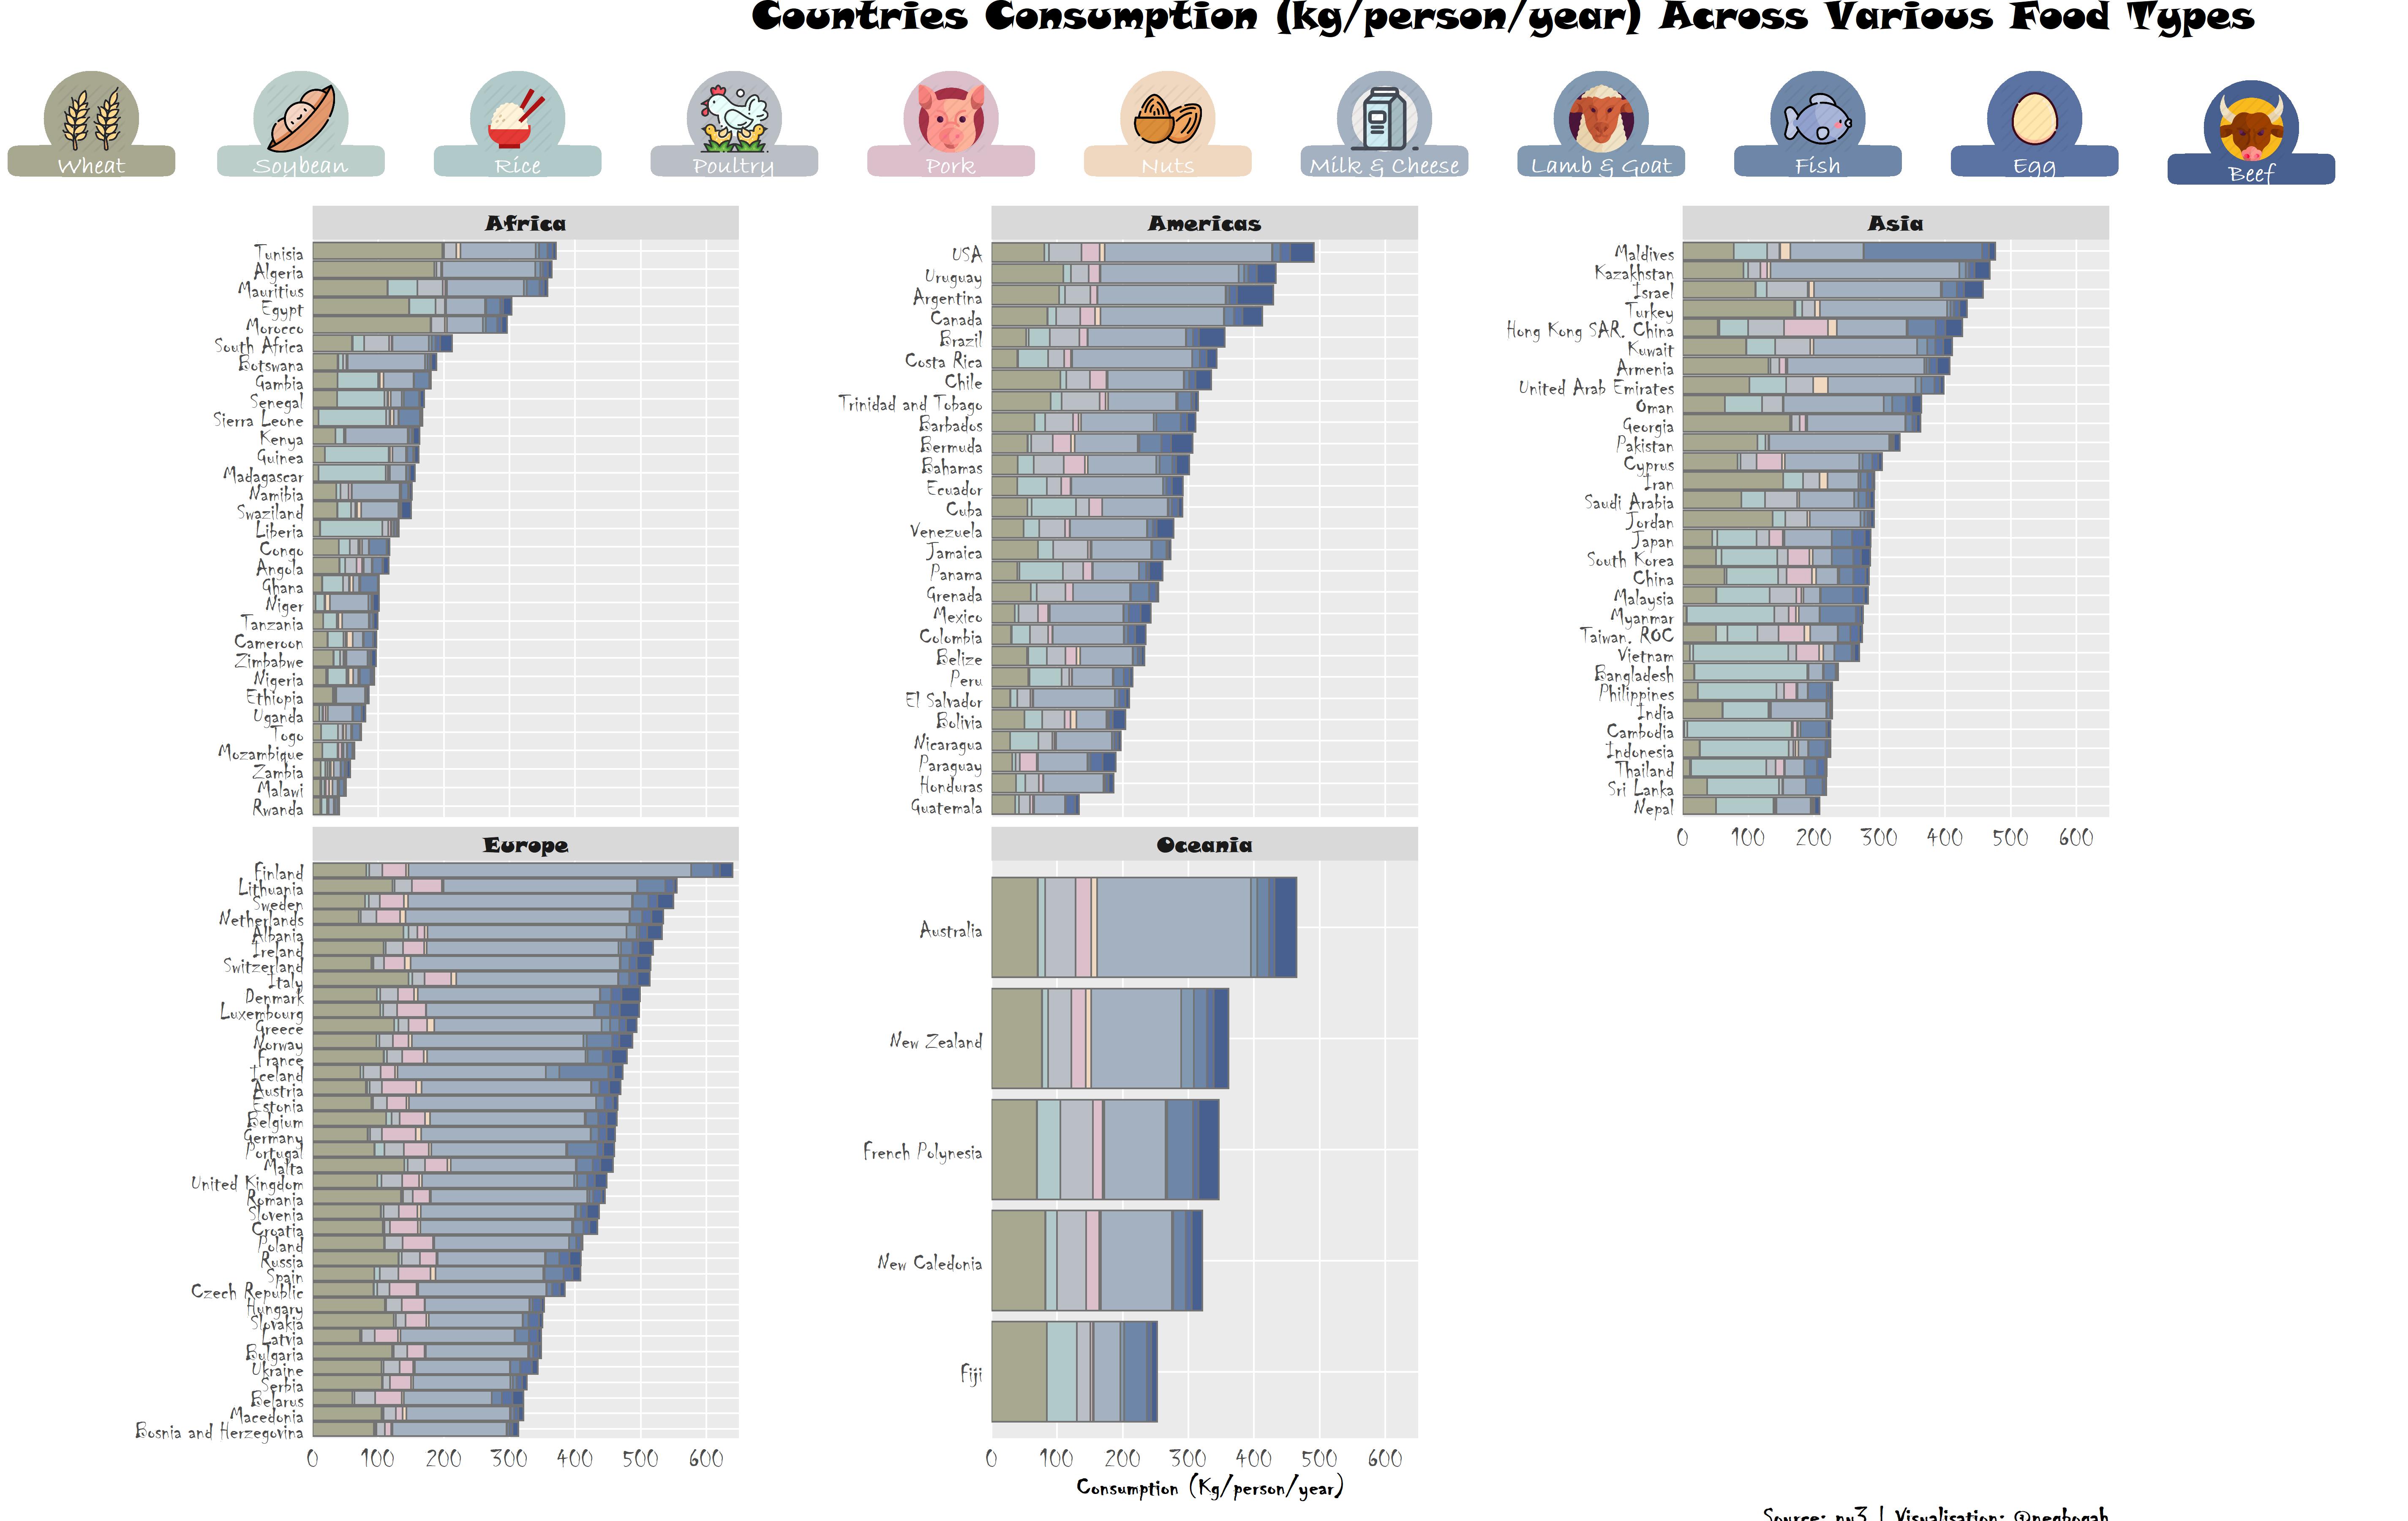 Countries Consumption (kg/person/year) Across Various Food Types
Wheat
Soybean
Rice
Poultry
Pork
Nuts
Milk & Cheese
Lamb & Goat
Fish
Egg
Beef
Africa
Tunisia
Algeria
Mauritius
Egypt
Morocco
South Africa
Botswana
Gambia
Senegal
Sierra Leone
Kenya
Guinea
Madagascar
Namibia
Swaziland
Liberia
Congo
Angola
Ghana
Niger
Tanzania
Cameroon
Zimbabwe
Nigeria
Ethiopia
Uganda
Togo
Mozambique
Zambia
Malawi
Rwanda
Americas
USA
Uruguay
Argentina
Canada
Brazil
Costa Rica
Chile
Trinidad and Tobago
Barbados
Bermuda
Bahamas
Ecuador
Cuba
Venezuela
Jamaica
Panama
Grenada
Mexico
Colombia
Belize
Peru
El Salvador
Bolivia
Nicaragua
Paraguay
Honduras
Guatemala
Asia
Maldives
Kazakhstan
Israel
Turkey
Hong Kong SAR. China
Kuwait
Armenia
United Arab Emirates
Oman
Georgia
Pakistan
Cyprus
Iran
Saudi Arabia
Jordan
Japan
South Korea
China
Malaysia
Myanmar
Taiwan. ROC
Vietnam
Bangladesh
Philippines
India
Cambodia
Indonesia
Thailand
Sri Lanka
Nepal
0 100 200 300 400 500 600
Europe
Finland
Lithuania
Sweden
Netherlands
Albania
Ireland
Switzerland
Italy
Denmark
Luxembourg
Greece
Norway
France
Iceland
Austria
Estonia
Belgium
Germany
Portugal
Malta
United Kingdom
Romania
Slovenia
Croatia
Poland
Russia
Spain
Czech Republic
Hungary
Slovakia
Latvia
Bulgaria
Ukraine
Serbia
Belarus
Macedonia
Bosnia and Herzegovina
0 100 200 300 400 500 600
Oceania
Australia
New Zealand
French Polynesia
New Caledonia
Fiji
0 100 200 300 400 500 600
Consumption (Kg/person/year)
Source: nu3 | Visualisation: @neqbogah